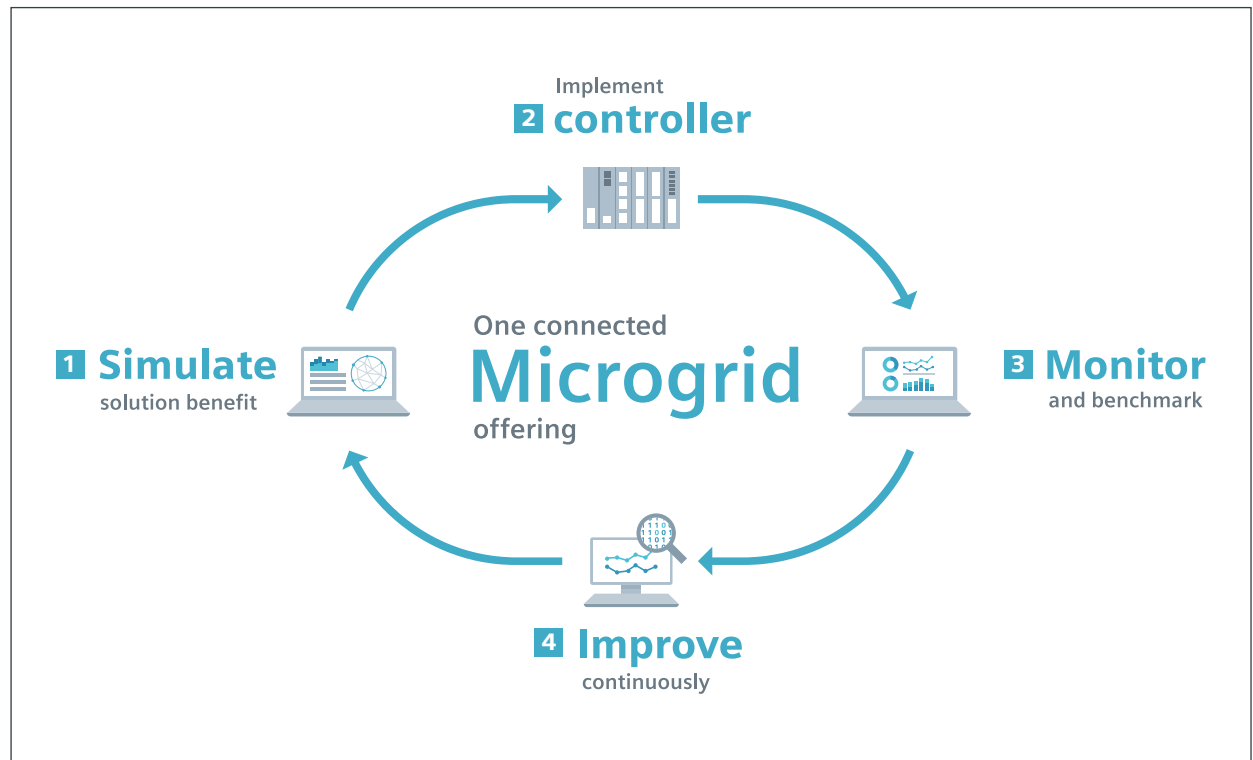 Implement
2 controller
1 Simulate
solution benefit
One connected
Microgrid
offering
3 Monitor
and benchmark
4 Improve
continuously